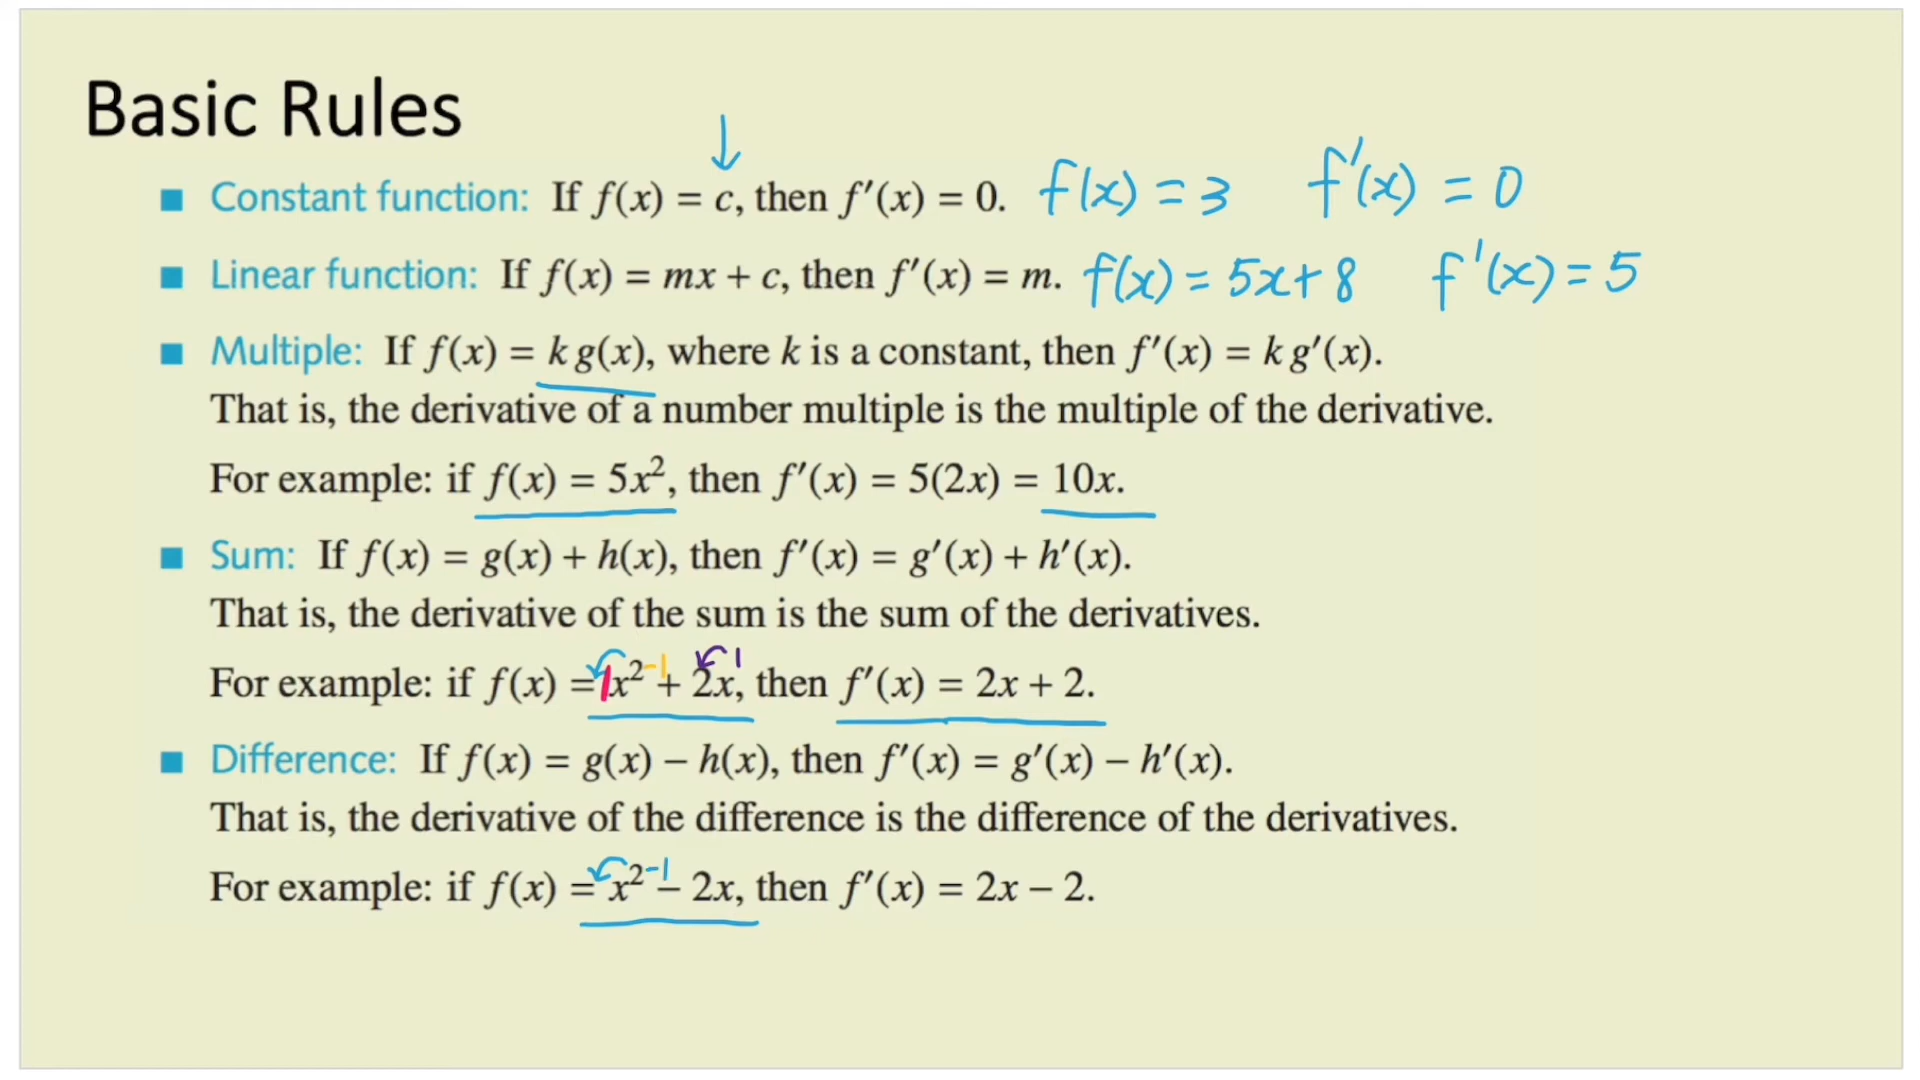 Basic Rules
■ Constant function: If f(x) = c, then f′(x) = 0. f(x) = 3 f′(x) = 0
■ Linear function: If f(x) = mx + c, then f′(x) = m. f(x) = 5x + 8 f′(x) = 5
■ Multiple: If f(x) = k g(x), where k is a constant, then f′(x) = k g′(x).
That is, the derivative of a number multiple is the multiple of the derivative.
For example: if f(x) = 5x², then f′(x) = 5(2x) = 10x.
■ Sum: If f(x) = g(x) + h(x), then f′(x) = g′(x) + h′(x).
That is, the derivative of the sum is the sum of the derivatives.
For example: if f(x) = 1x²⁻¹ + 2x¹, then f′(x) = 2x + 2.
■ Difference: If f(x) = g(x) − h(x), then f′(x) = g′(x) − h′(x).
That is, the derivative of the difference is the difference of the derivatives.
For example: if f(x) = x²⁻¹ − 2x, then f′(x) = 2x − 2.